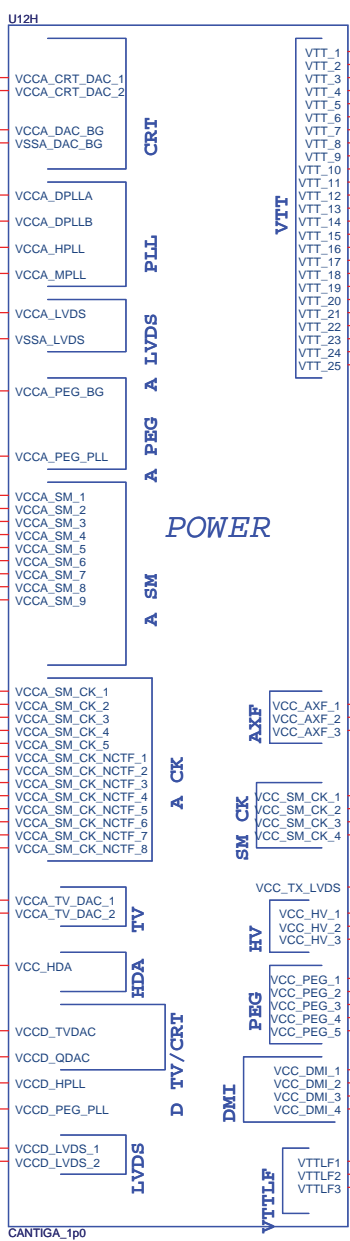 U12H
VCCA_CRT_DAC_1
VCCA_CRT_DAC_2
VCCA_DAC_BG
VSSA_DAC_BG
CRT
VCCA_DPLLA
VCCA_DPLLB
VCCA_HPLL
VCCA_MPLL
PLL
VCCA_LVDS
VSSA_LVDS
A LVDS
VCCA_PEG_BG
VCCA_PEG_PLL
A PEG
VCCA_SM_1
VCCA_SM_2
VCCA_SM_3
VCCA_SM_4
VCCA_SM_5
VCCA_SM_6
VCCA_SM_7
VCCA_SM_8
VCCA_SM_9
A SM
VCCA_SM_CK_1
VCCA_SM_CK_2
VCCA_SM_CK_3
VCCA_SM_CK_4
VCCA_SM_CK_5
VCCA_SM_CK_NCTF_1
VCCA_SM_CK_NCTF_2
VCCA_SM_CK_NCTF_3
VCCA_SM_CK_NCTF_4
VCCA_SM_CK_NCTF_5
VCCA_SM_CK_NCTF_6
VCCA_SM_CK_NCTF_7
VCCA_SM_CK_NCTF_8
A CK
VCCA_TV_DAC_1
VCCA_TV_DAC_2
TV
VCC_HDA
HDA
VCCD_TVDAC
VCCD_QDAC
VCCD_HPLL
VCCD_PEG_PLL
D TV/CRT
VCCD_LVDS_1
VCCD_LVDS_2
LVDS
POWER
VTT
VTT_1
VTT_2
VTT_3
VTT_4
VTT_5
VTT_6
VTT_7
VTT_8
VTT_9
VTT_10
VTT_11
VTT_12
VTT_13
VTT_14
VTT_15
VTT_16
VTT_17
VTT_18
VTT_19
VTT_20
VTT_21
VTT_22
VTT_23
VTT_24
VTT_25
AXF
VCC_AXF_1
VCC_AXF_2
VCC_AXF_3
SM CK
VCC_SM_CK_1
VCC_SM_CK_2
VCC_SM_CK_3
VCC_SM_CK_4
VCC_TX_LVDS
HV
VCC_HV_1
VCC_HV_2
VCC_HV_3
PEG
VCC_PEG_1
VCC_PEG_2
VCC_PEG_3
VCC_PEG_4
VCC_PEG_5
DMI
VCC_DMI_1
VCC_DMI_2
VCC_DMI_3
VCC_DMI_4
VTTLF
VTTLF1
VTTLF2
VTTLF3
CANTIGA_1p0